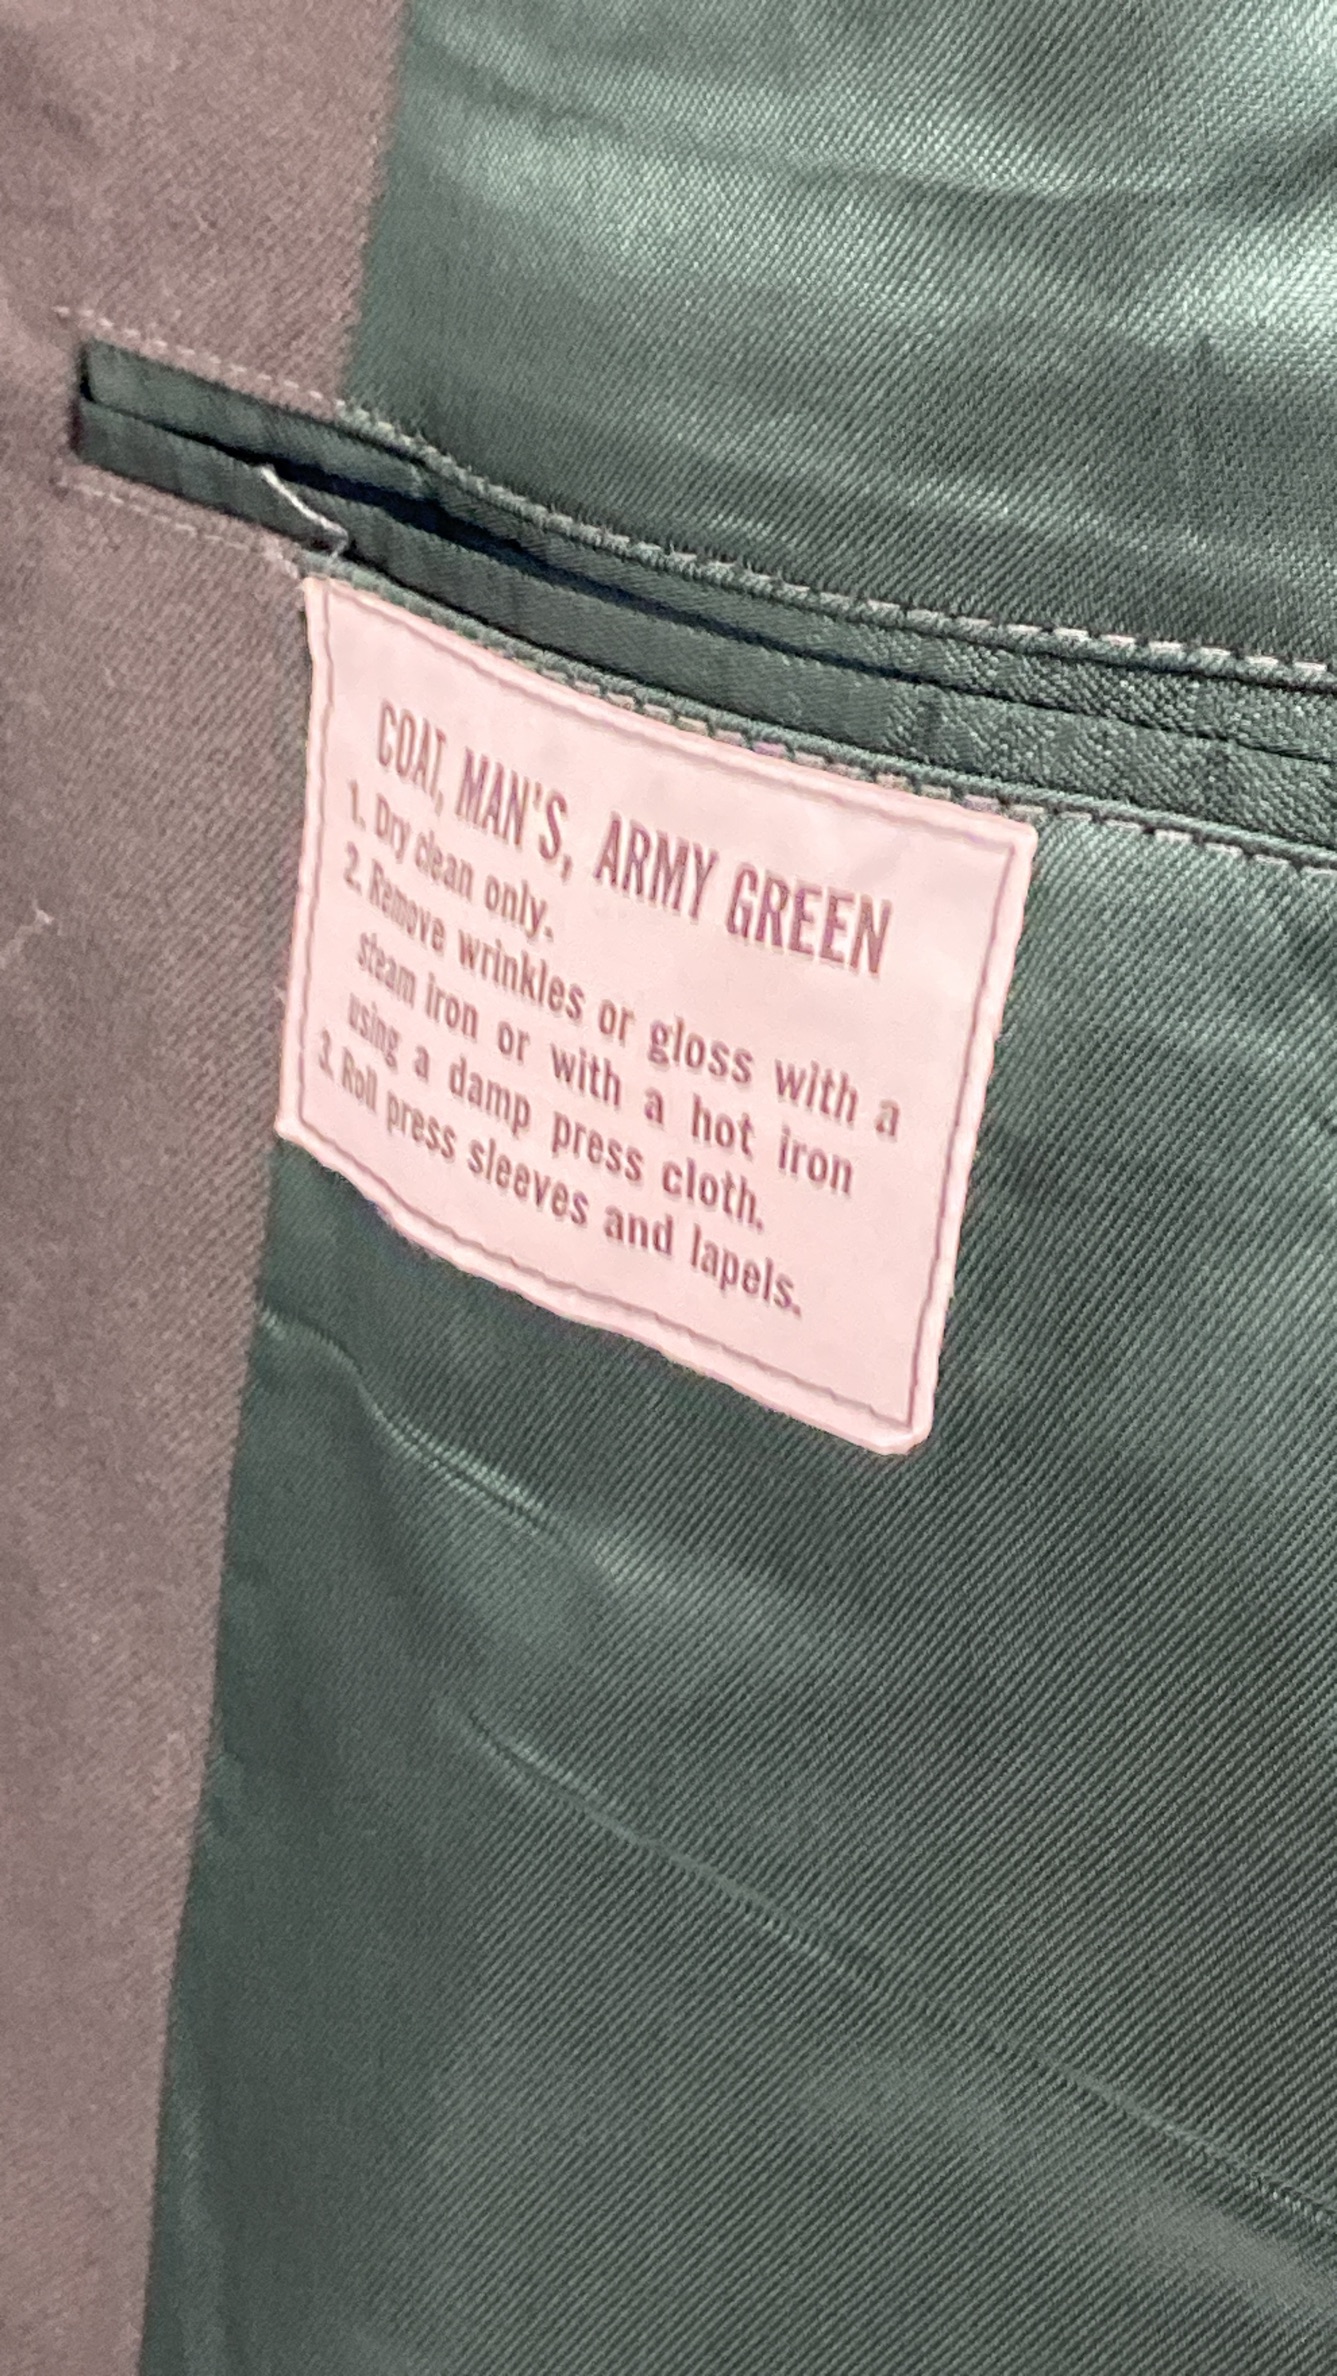 COAT, MAN'S, ARMY GREEN
1. Dry clean only.
2. Remove wrinkles or gloss with a
steam iron or with a hot iron
using a damp press cloth.
3. Roll press sleeves and lapels.